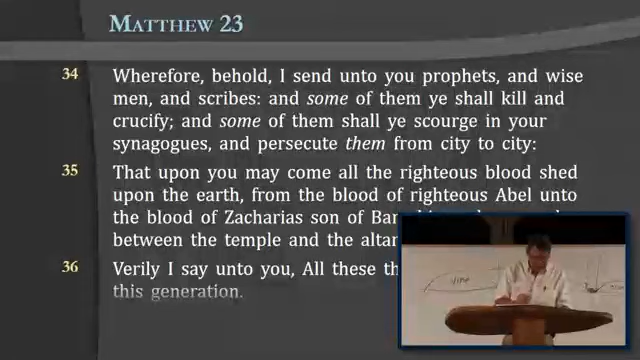 MATTHEW 23
34 Wherefore, behold, I send unto you prophets, and wise
men, and scribes: and some of them ye shall kill and
crucify; and some of them shall ye scourge in your
synagogues, and persecute them from city to city:
35 That upon you may come all the righteous blood shed
upon the earth, from the blood of righteous Abel unto
the blood of Zacharias son of
between the temple and the altar
36 Verily I say unto you, All these
this generation.